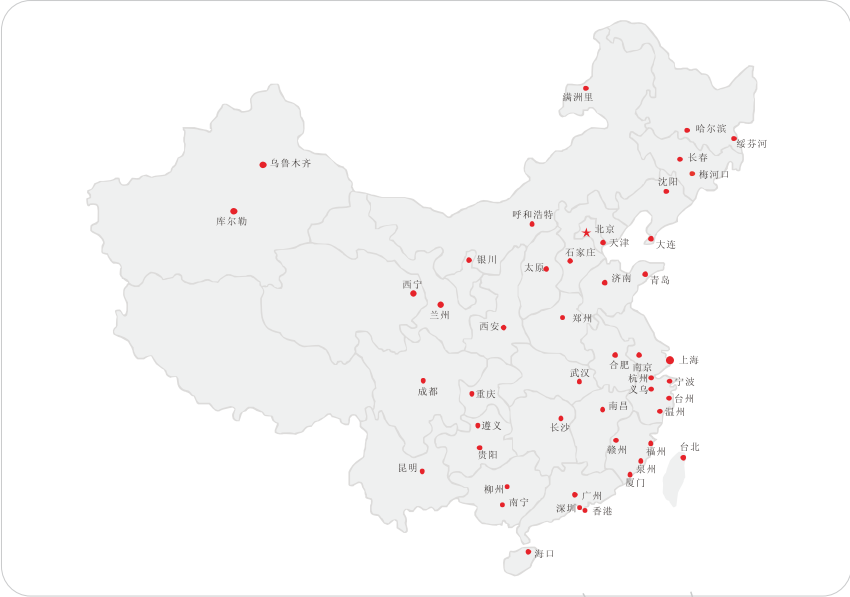 满洲里
哈尔滨
绥芬河
长春
乌鲁木齐
梅河口
沈阳
呼和浩特
库尔勒
北京
天津
大连
石家庄
银川
太原
济南
青岛
西宁
兰州
郑州
西安
上海
合肥
南京
武汉
杭州
宁波
成都
义乌
重庆
台州
南昌
温州
遵义
长沙
台北
赣州
福州
贵阳
昆明
泉州
厦门
柳州
广州
南宁
深圳
香港
海口